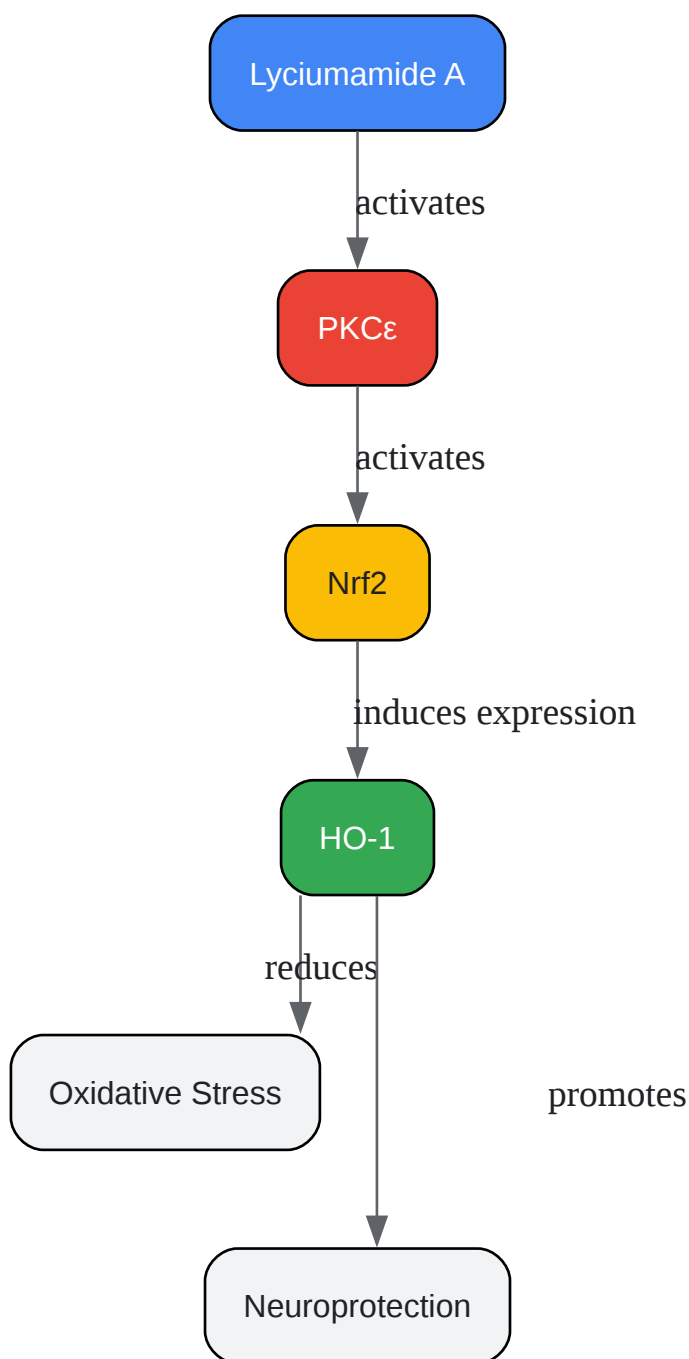 Lyciumamide A
activates
PKCε
activates
Nrf2
induces expression
HO-1
reduces
Oxidative Stress
promotes
Neuroprotection